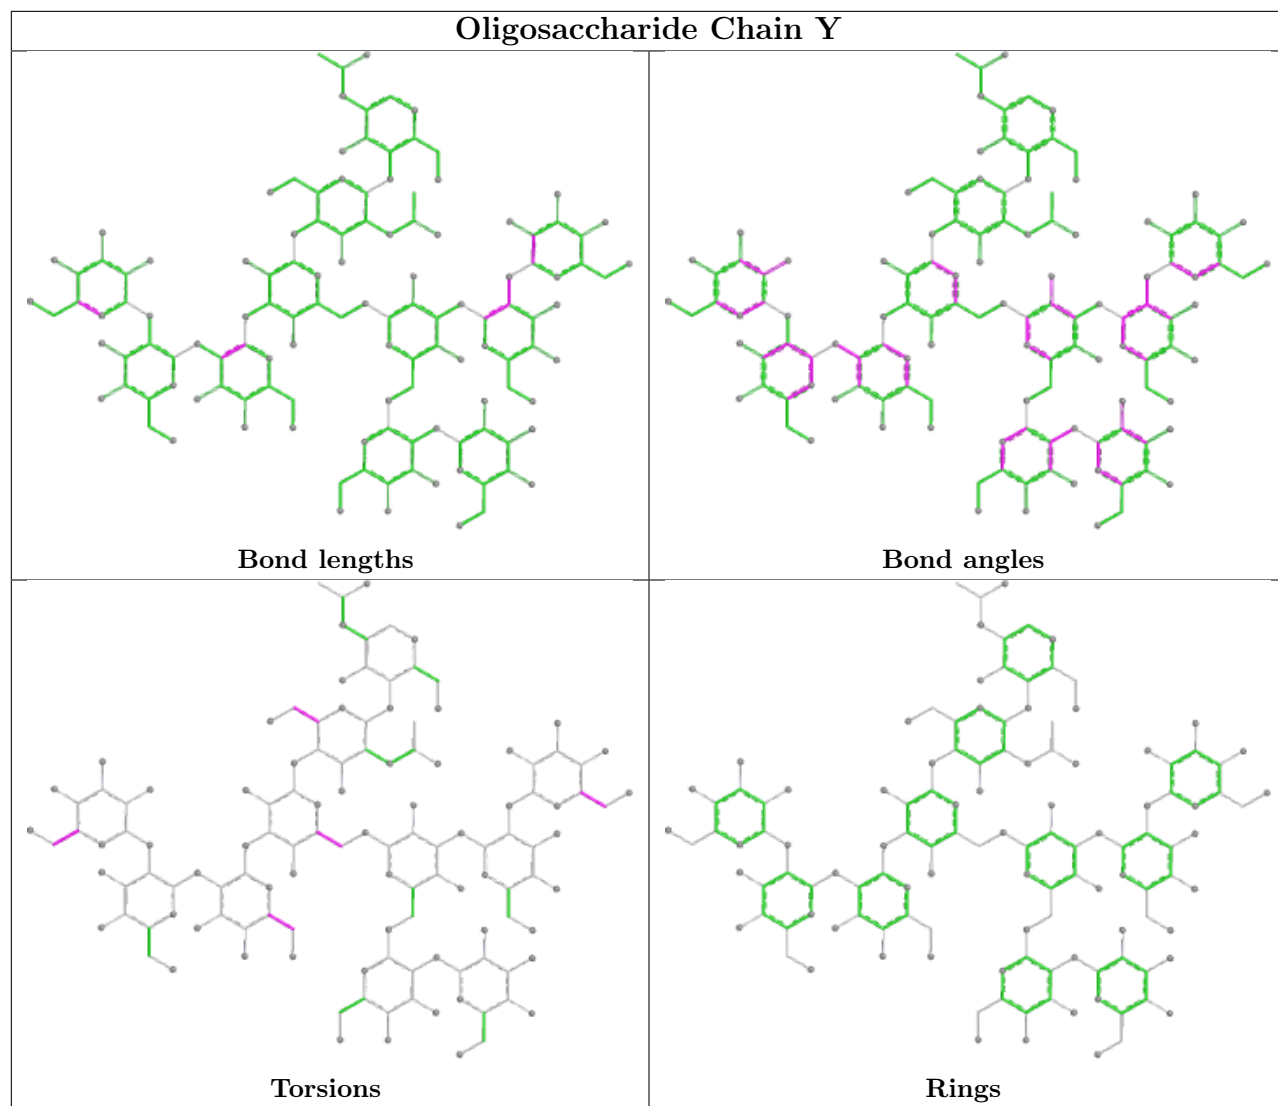 Oligosaccharide Chain Y
Bond lengths
Bond angles
Torsions
Rings